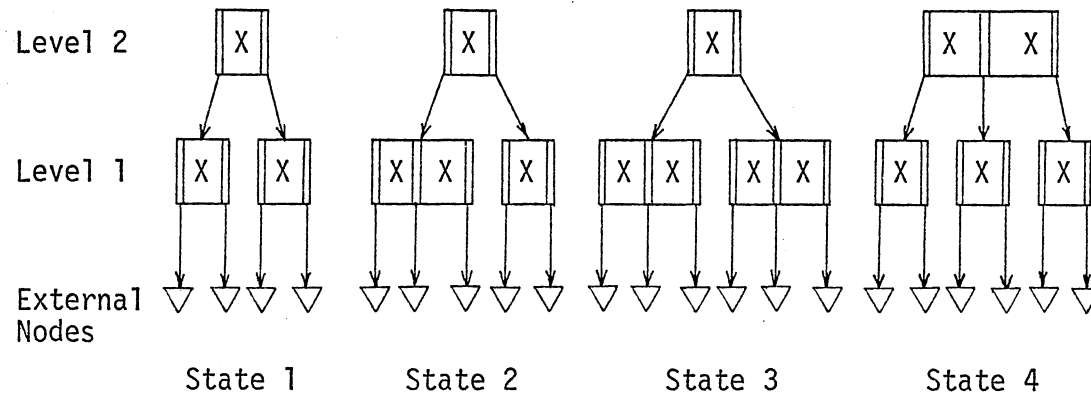 Level 2
X
X
X
X X
Level 1
X X
X X X
X X X X
X X X
External
Nodes
State 1
State 2
State 3
State 4